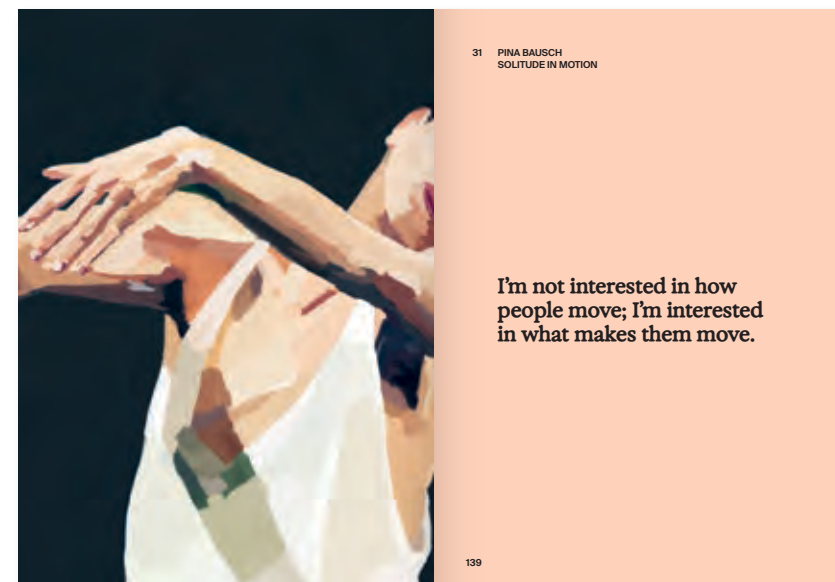 31 PINA BAUSCH
SOLITUDE IN MOTION
I'm not interested in how
people move; I'm interested
in what makes them move.
139